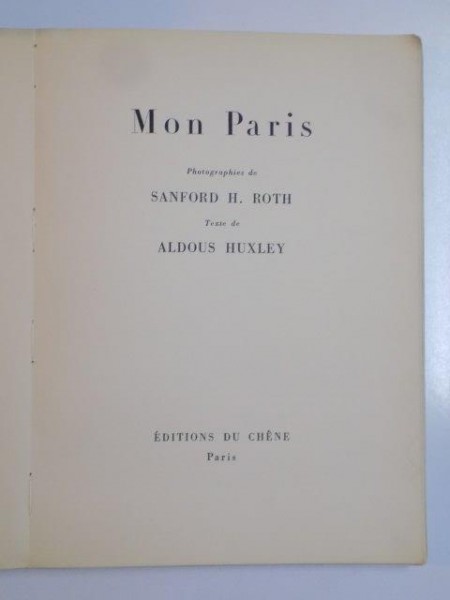 Mon Paris
Photographies de
SANFORD H. ROTH
Texte de
ALDOUS HUXLEY
ÉDITIONS DU CHÊNE
Paris